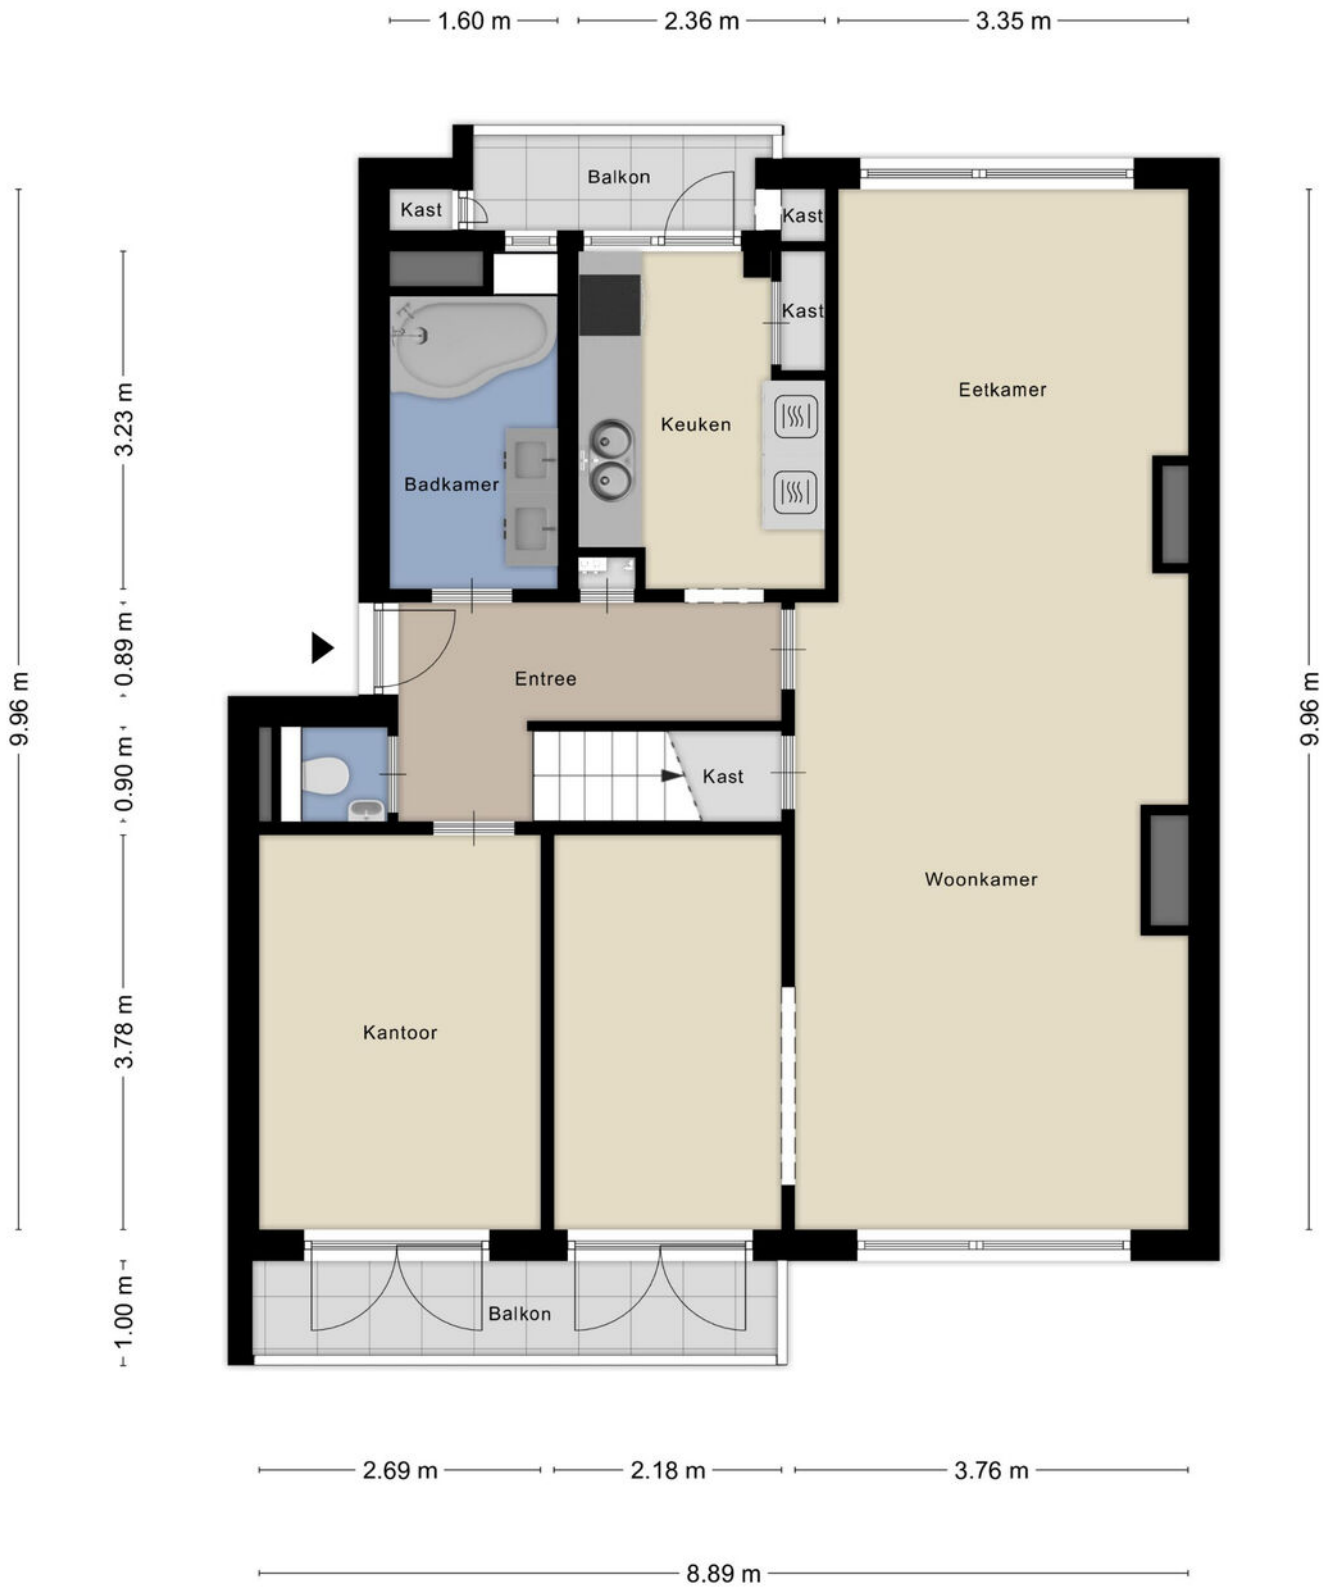 1.60 m
2.36 m
3.35 m
Balkon
Kast
Kast
Kast
Eetkamer
3.23 m
Keuken
Badkamer
0.89 m
Entree
9.96 m
9.96 m
0.90 m
Kast
Woonkamer
3.78 m
Kantoor
1.00 m
Balkon
2.69 m
2.18 m
3.76 m
8.89 m